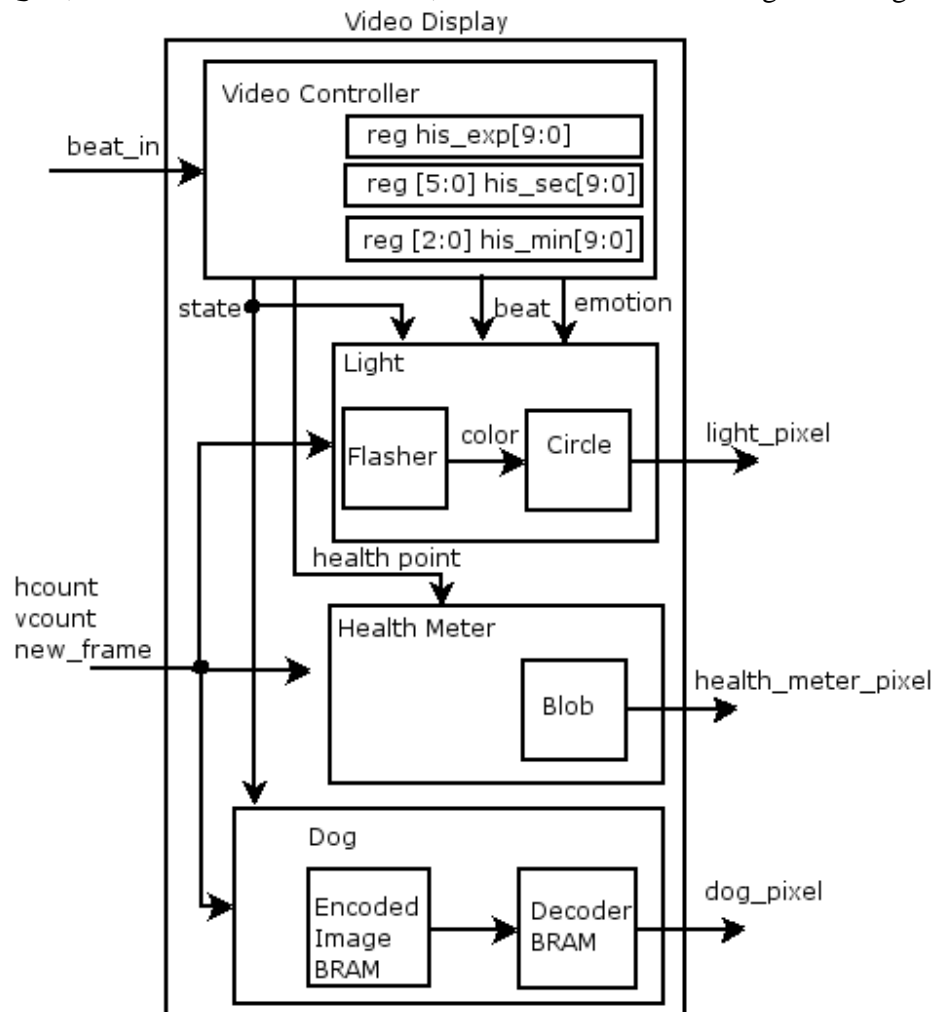 Video Display
Video Controller
reg his_exp[9:0]
beat_in
reg [5:0] his_sec[9:0]
reg [2:0] his_min[9:0]
state
beat
emotion
Light
Flasher
color
Circle
light_pixel
health point
hcount
vcount
new_frame
Health Meter
Blob
health_meter_pixel
Dog
Encoded
Image
BRAM
Decoder
BRAM
dog_pixel